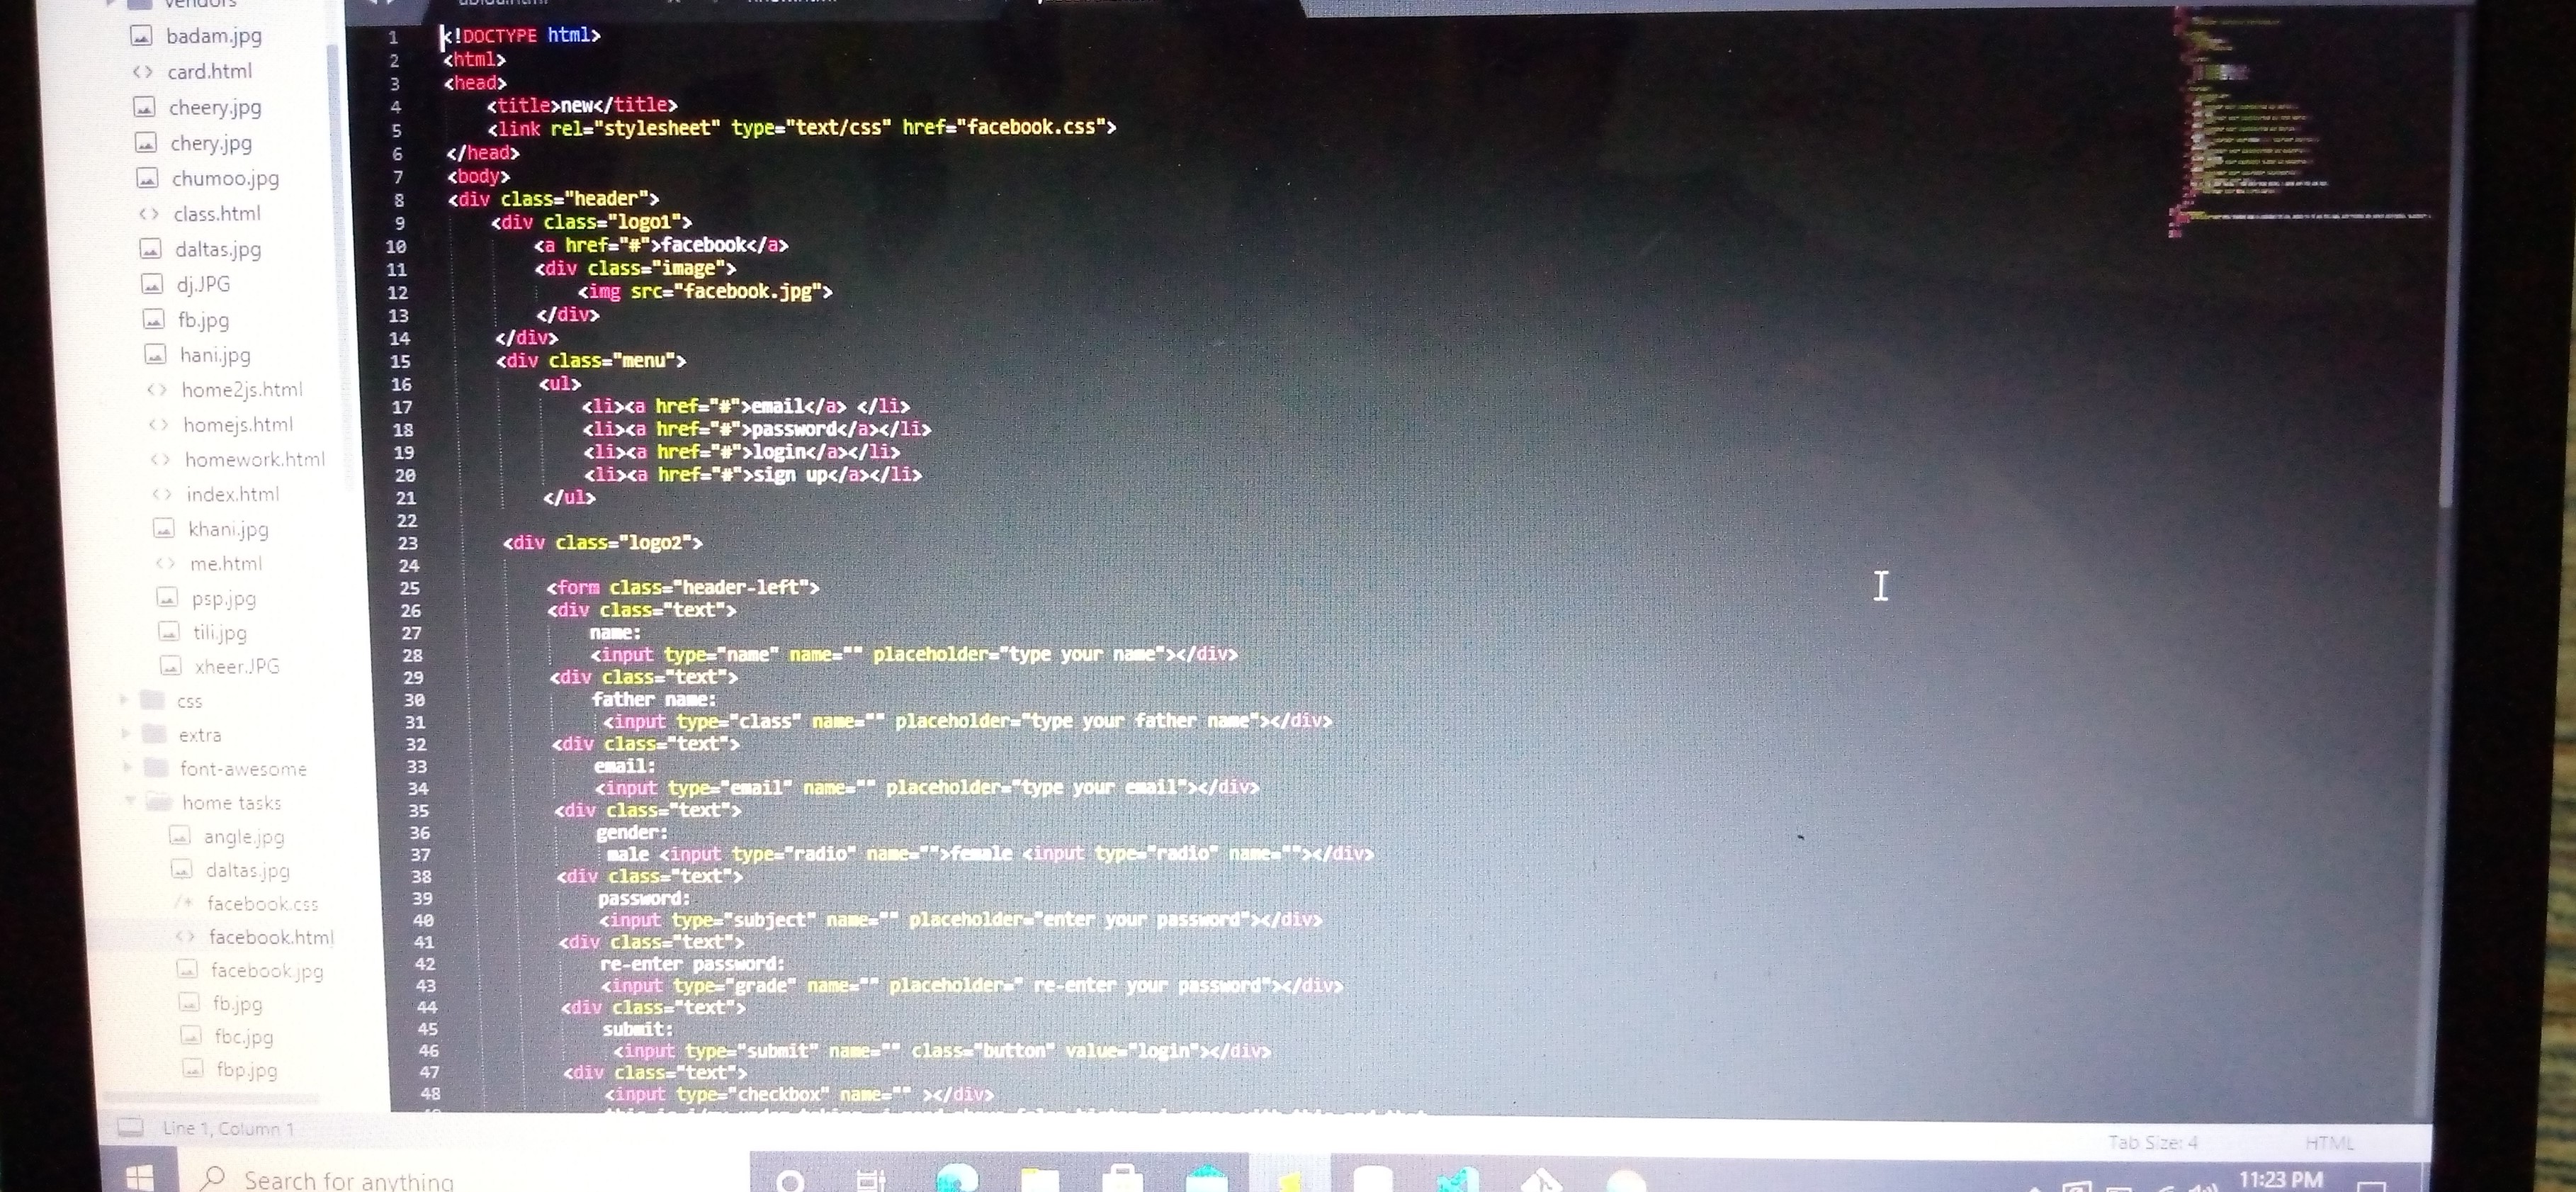 vendors
badam.jpg
card.html
cheery.jpg
chery.jpg
chumoo.jpg
class.html
daltas.jpg
dj.JPG
fb.jpg
hani.jpg
home2js.html
homejs.html
homework.html
index.html
khani.jpg
me.html
psp.jpg
tili.jpg
xheer.JPG
css
extra
font-awesome
home tasks
angle.jpg
daltas.jpg
facebook.css
facebook.html
facebook.jpg
fb.jpg
fbc.jpg
fbp.jpg
1 <!DOCTYPE html>
2 <html>
3 <head>
4 <title>new</title>
5 <link rel="stylesheet" type="text/css" href="facebook.css">
6 </head>
7 <body>
8 <div class="header">
9 <div class="logo1">
10 <a href="#">facebook</a>
11 <div class="image">
12 <img src="facebook.jpg">
13 </div>
14 </div>
15 <div class="menu">
16 <ul>
17 <li><a href="#">email</a> </li>
18 <li><a href="#">password</a></li>
19 <li><a href="#">login</a></li>
20 <li><a href="#">sign up</a></li>
21 </ul>
22
23 <div class="logo2">
24
25 <form class="header-left">
26 <div class="text">
27 name:
28 <input type="name" name="" placeholder="type your name"></div>
29 <div class="text">
30 father name:
31 <input type="class" name="" placeholder="type your father name"></div>
32 <div class="text">
33 email:
34 <input type="email" name="" placeholder="type your email"></div>
35 <div class="text">
36 gender:
37 male <input type="radio" name="">female <input type="radio" name=""></div>
38 <div class="text">
39 password:
40 <input type="subject" name="" placeholder="enter your password"></div>
41 <div class="text">
42 re-enter password:
43 <input type="grade" name="" placeholder=" re-enter your password"></div>
44 <div class="text">
45 submit:
46 <input type="submit" name="" class="button" value="login"></div>
47 <div class="text">
48 <input type="checkbox" name="" ></div>
Line 1, Column 1
Tab Size: 4
HTML
Search for anything
11:23 PM